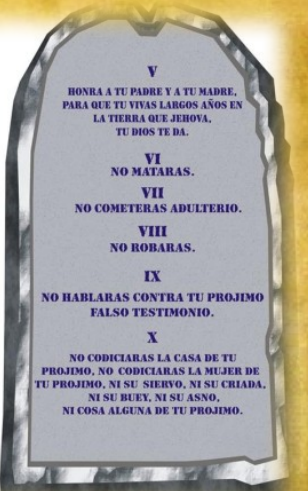 V
HONRA A TU PADRE Y A TU MADRE,
PARA QUE TU VIVAS LARGOS AÑOS EN
LA TIERRA QUE JEHOVA,
TU DIOS TE DA.
VI
NO MATARAS.
VII
NO COMETERAS ADULTERIO.
VIII
NO ROBARAS.
IX
NO HABLARAS CONTRA TU PROJIMO
FALSO TESTIMONIO.
X
NO CODICIARAS LA CASA DE TU
PROJIMO, NO CODICIARAS LA MUJER DE
TU PROJIMO, NI SU SIERVO, NI SU CRIADA,
NI SU BUEY, NI SU ASNO,
NI COSA ALGUNA DE TU PROJIMO.